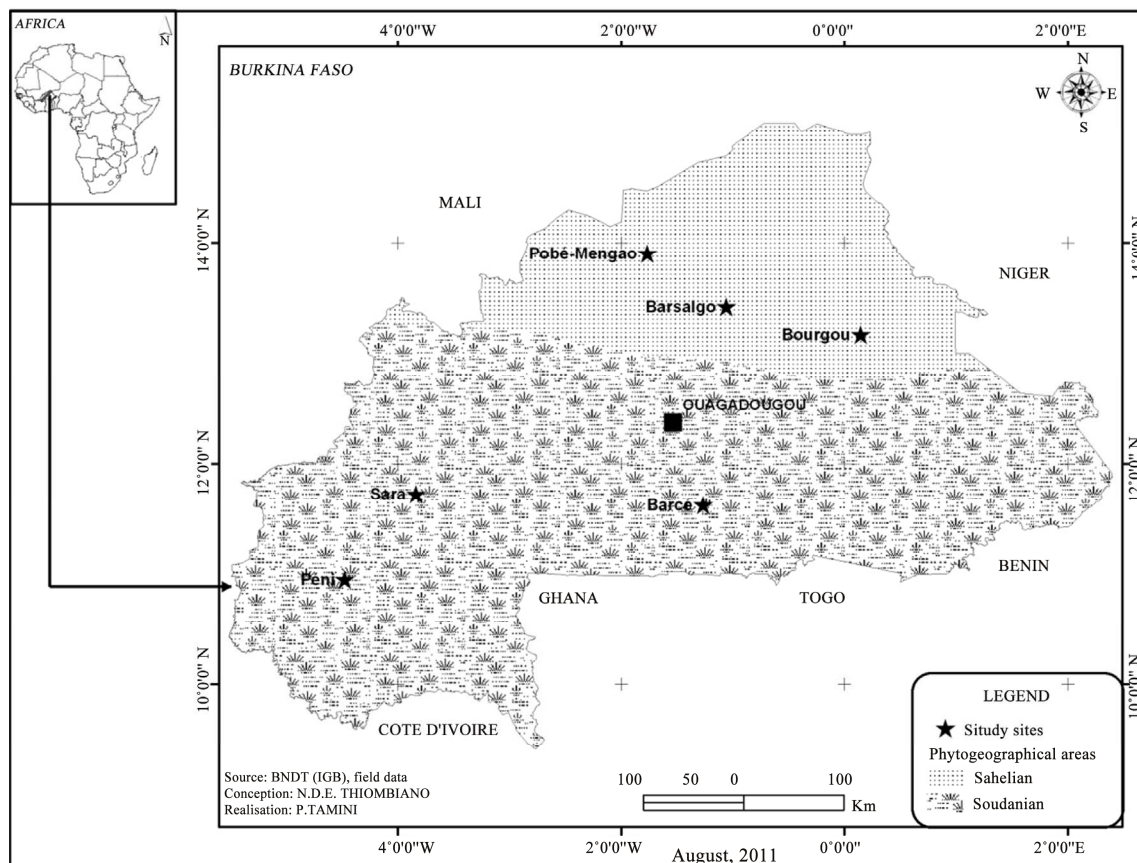 AFRICA
N
4°0'0"W
2°0'0"W
0°0'0"
2°0'0"E
BURKINA FASO
N
W
E
S
MALI
14°0'0" N
14°0'0" N
Pobé-Mengao
NIGER
Barsalgo
Bourgou
OUAGADOUGOU
12°0'0" N
12°0'0" N
Sara
Barcé
Péni
BENIN
GHANA
TOGO
10°0'0" N
10°0'0" N
COTE D'IVOIRE
LEGEND
Study sites
Phytogeographical areas
Sahelian
Soudanian
Source: BNDT (IGB), field data
Conception: N.D.E. THIOMBIANO
Realisation: P.TAMINI
100
50
0
100
Km
4°0'0"W
2°0'0"W
0°0'0"
2°0'0"E
August, 2011